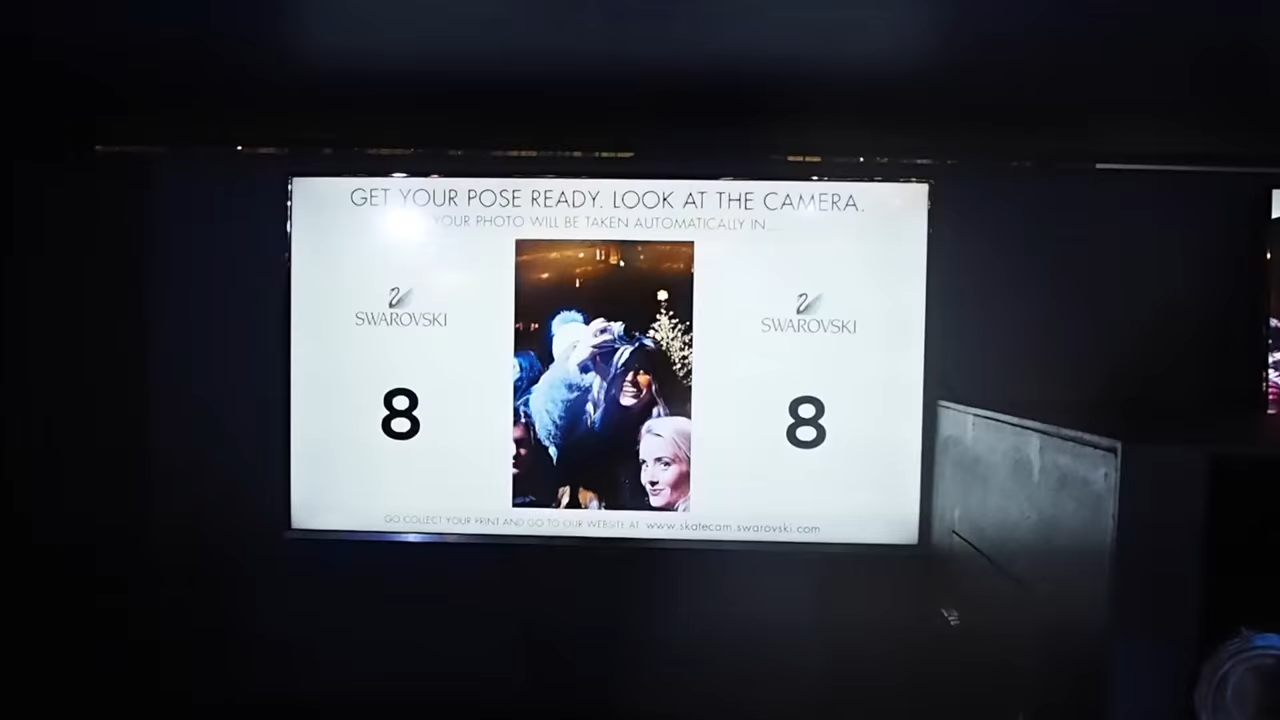 GET YOUR POSE READY. LOOK AT THE CAMERA.
YOUR PHOTO WILL BE TAKEN AUTOMATICALLY IN....
SWAROVSKI
SWAROVSKI
8
8
GO COLLECT YOUR PRINT AND GO TO OUR WEBSITE AT www.skatecam.swarovski.com